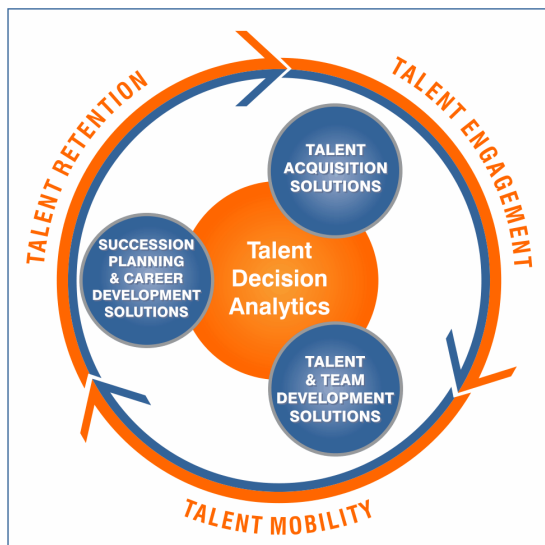 TALENT RETENTION
TALENT ENGAGEMENT
TALENT
ACQUISITION
SOLUTIONS
SUCCESSION
PLANNING
& CAREER
DEVELOPMENT
SOLUTIONS
Talent
Decision
Analytics
TALENT
& TEAM
DEVELOPMENT
SOLUTIONS
TALENT MOBILITY